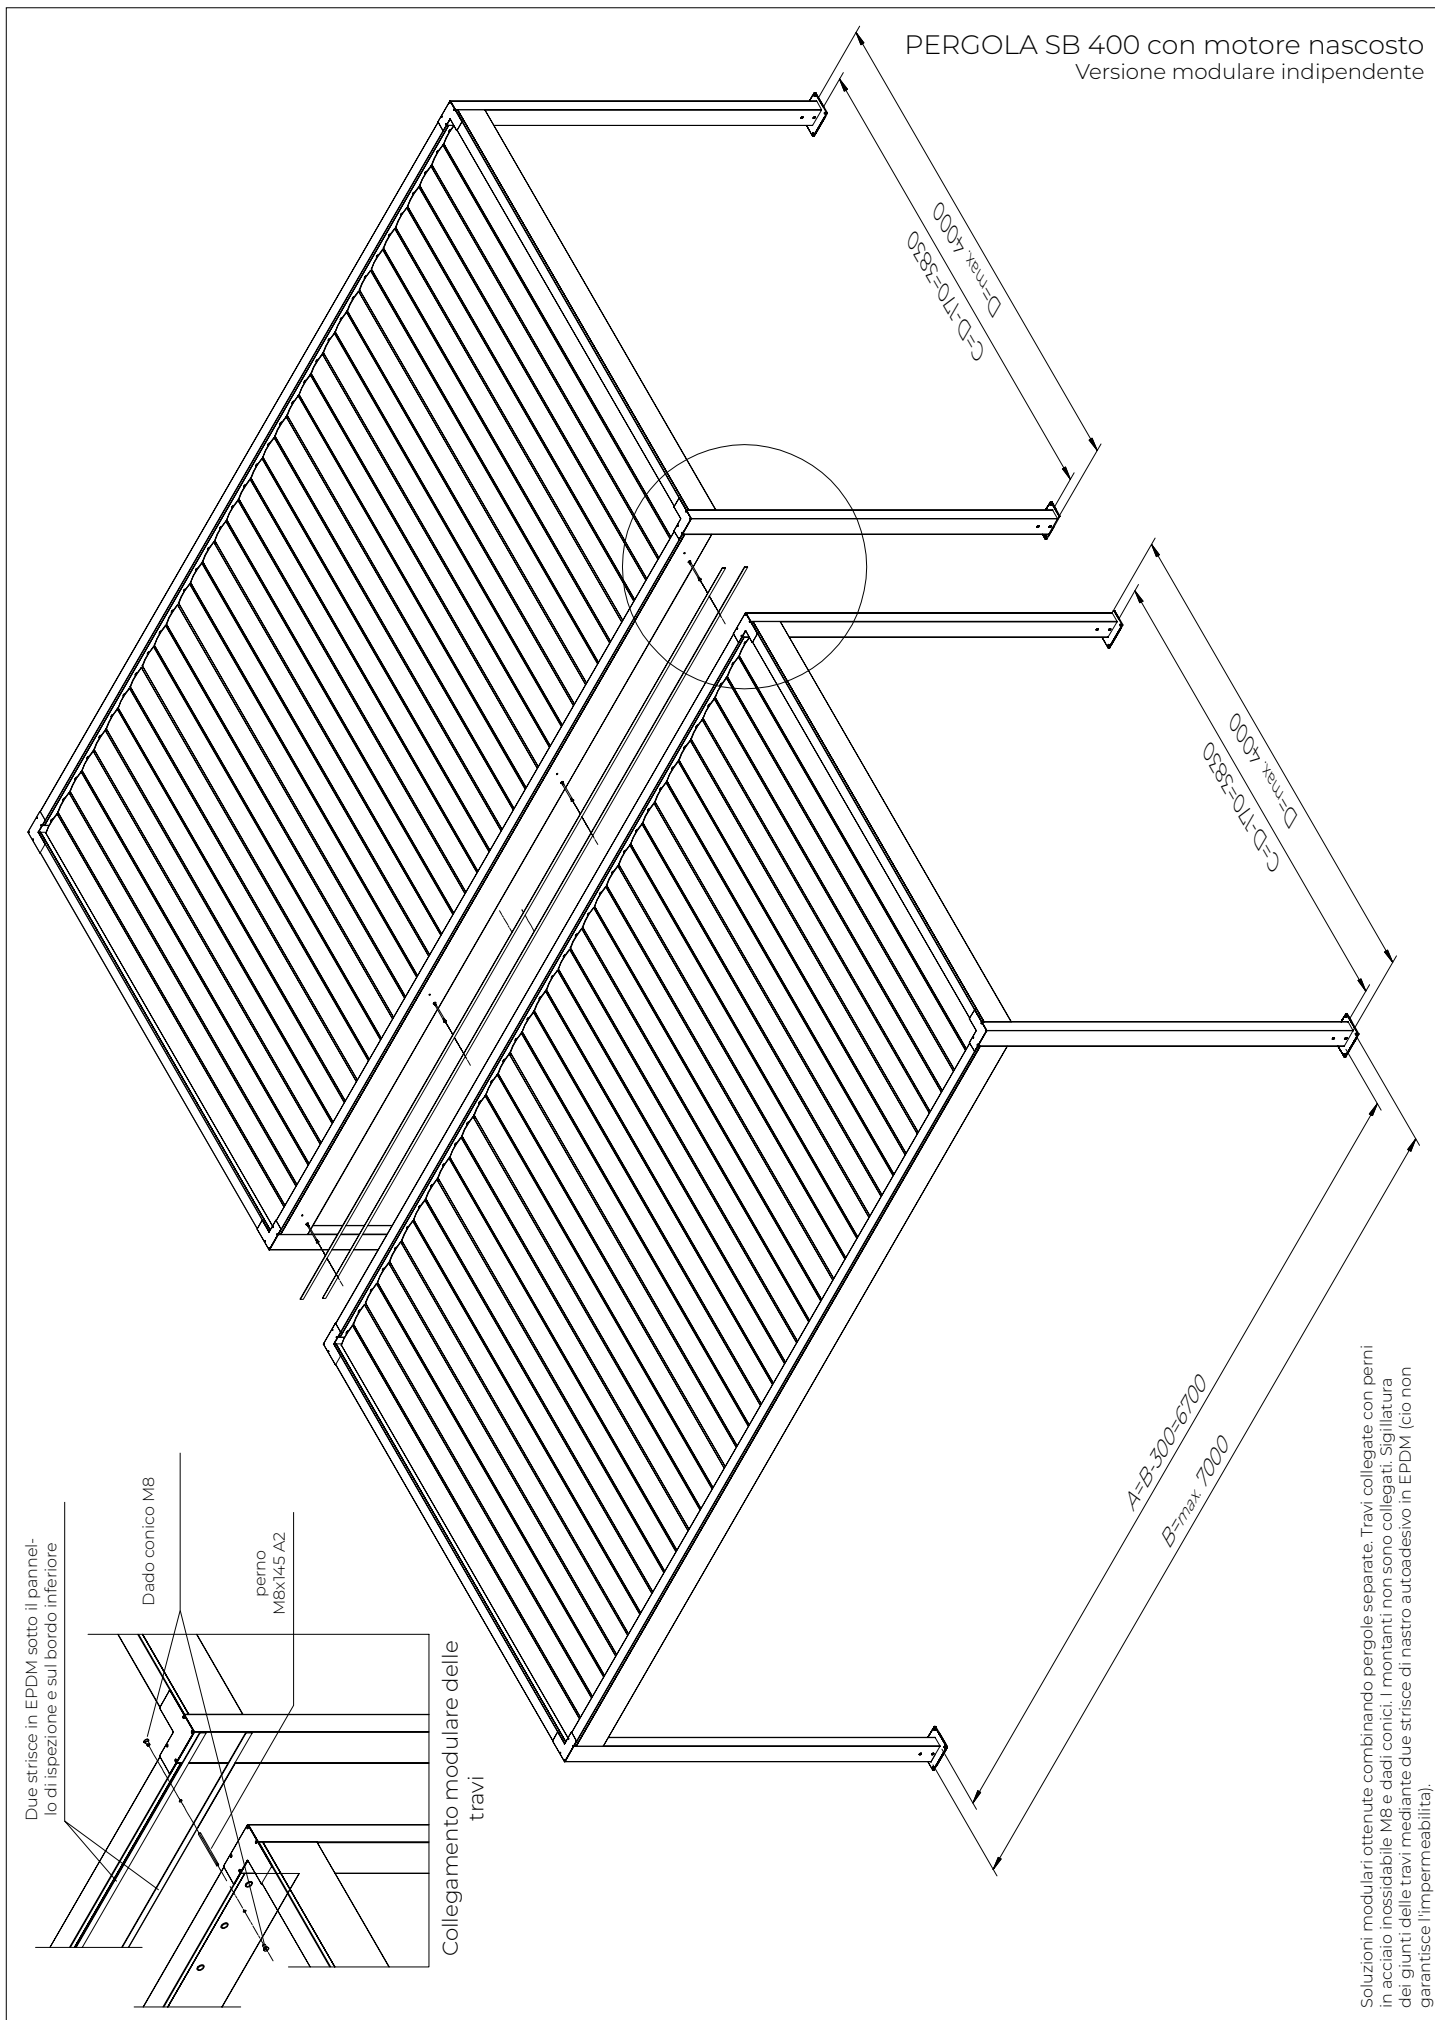 PERGOLA SB 400 con motore nascosto
Versione modulare indipendente
D=max. 4000
C=D-170=3830
D=max. 4000
C=D-170=3830
A=B-300=6700
B=max. 7000
Due strisce in EPDM sotto il pannel-
lo di ispezione e sul bordo inferiore
Dado conico M8
perno
M8x145 A2
Collegamento modulare delle
travi
Soluzioni modulari ottenute combinando pergole separate. Travi collegate con perni
in acciaio inossidabile M8 e dadi conici. I montanti non sono collegati. Sigillatura
dei giunti delle travi mediante due strisce di nastro autoadesivo in EPDM (cio non
garantisce l'impermeabilita).